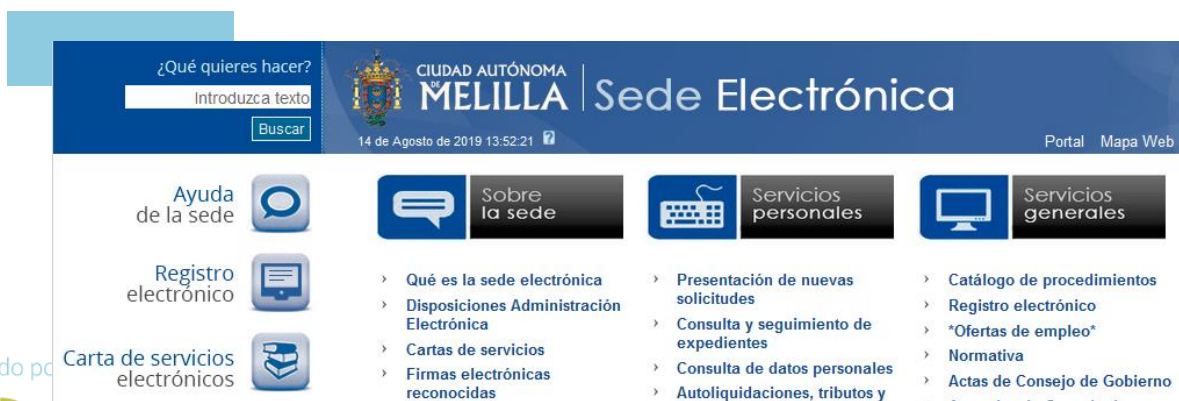 ¿Qué quieres hacer?
Introduzca texto
Buscar
CIUDAD AUTÓNOMA
DE MELILLA
Sede Electrónica
14 de Agosto de 2019 13:52:21 ?
Portal Mapa Web
Ayuda
de la sede
Registro
electrónico
Carta de servicios
electrónicos
Sobre
la sede
Qué es la sede electrónica
Disposiciones Administración
Electrónica
Cartas de servicios
Firmas electrónicas
reconocidas
Servicios
personales
Presentación de nuevas
solicitudes
Consulta y seguimiento de
expedientes
Consulta de datos personales
Autoliquidaciones, tributos y
Servicios
generales
Catálogo de procedimientos
Registro electrónico
*Ofertas de empleo*
Normativa
Actas de Consejo de Gobierno